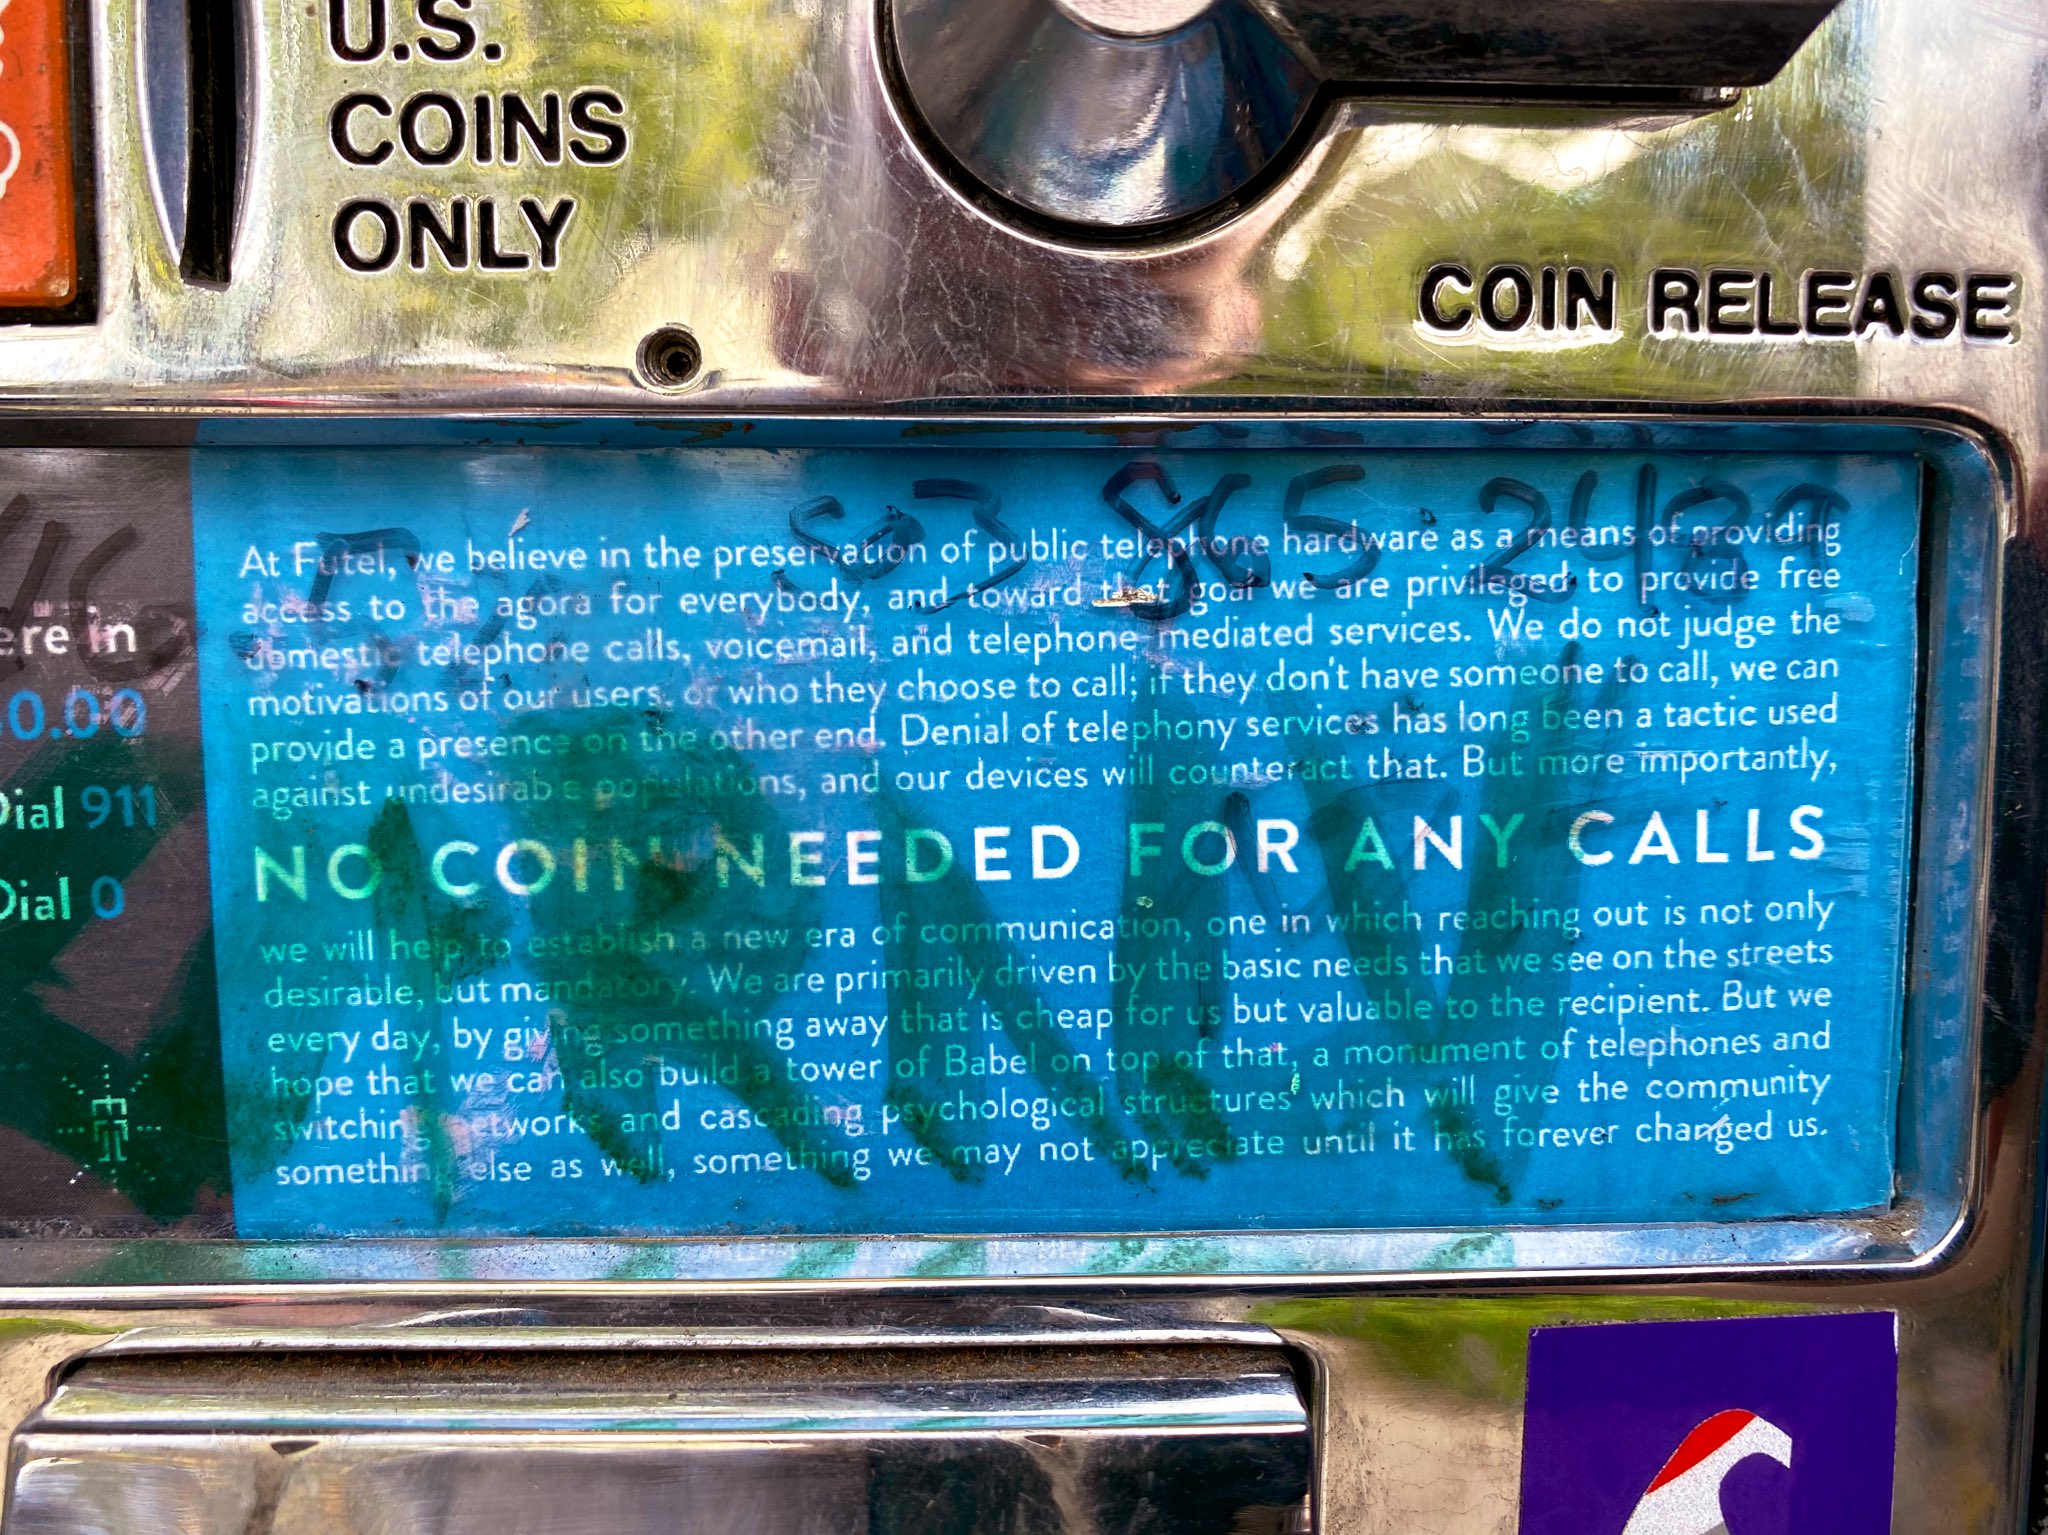 U.S.
COINS
ONLY
COIN RELEASE
503 865-2484
ere in
0.00
Dial 911
Dial 0
At Futel, we believe in the preservation of public telephone hardware as a means of providing
access to the agora for everybody, and toward that goal we are privileged to provide free
domestic telephone calls, voicemail, and telephone-mediated services. We do not judge the
motivations of our users, or who they choose to call; if they don't have someone to call, we can
provide a presence on the other end. Denial of telephony services has long been a tactic used
against undesirable populations, and our devices will counteract that. But more importantly,
NO COIN NEEDED FOR ANY CALLS
we will help to establish a new era of communication, one in which reaching out is not only
desirable, but mandatory. We are primarily driven by the basic needs that we see on the streets
every day, by giving something away that is cheap for us but valuable to the recipient. But we
hope that we can also build a tower of Babel on top of that, a monument of telephones and
switching networks and cascading psychological structures which will give the community
something else as well, something we may not appreciate until it has forever changed us.